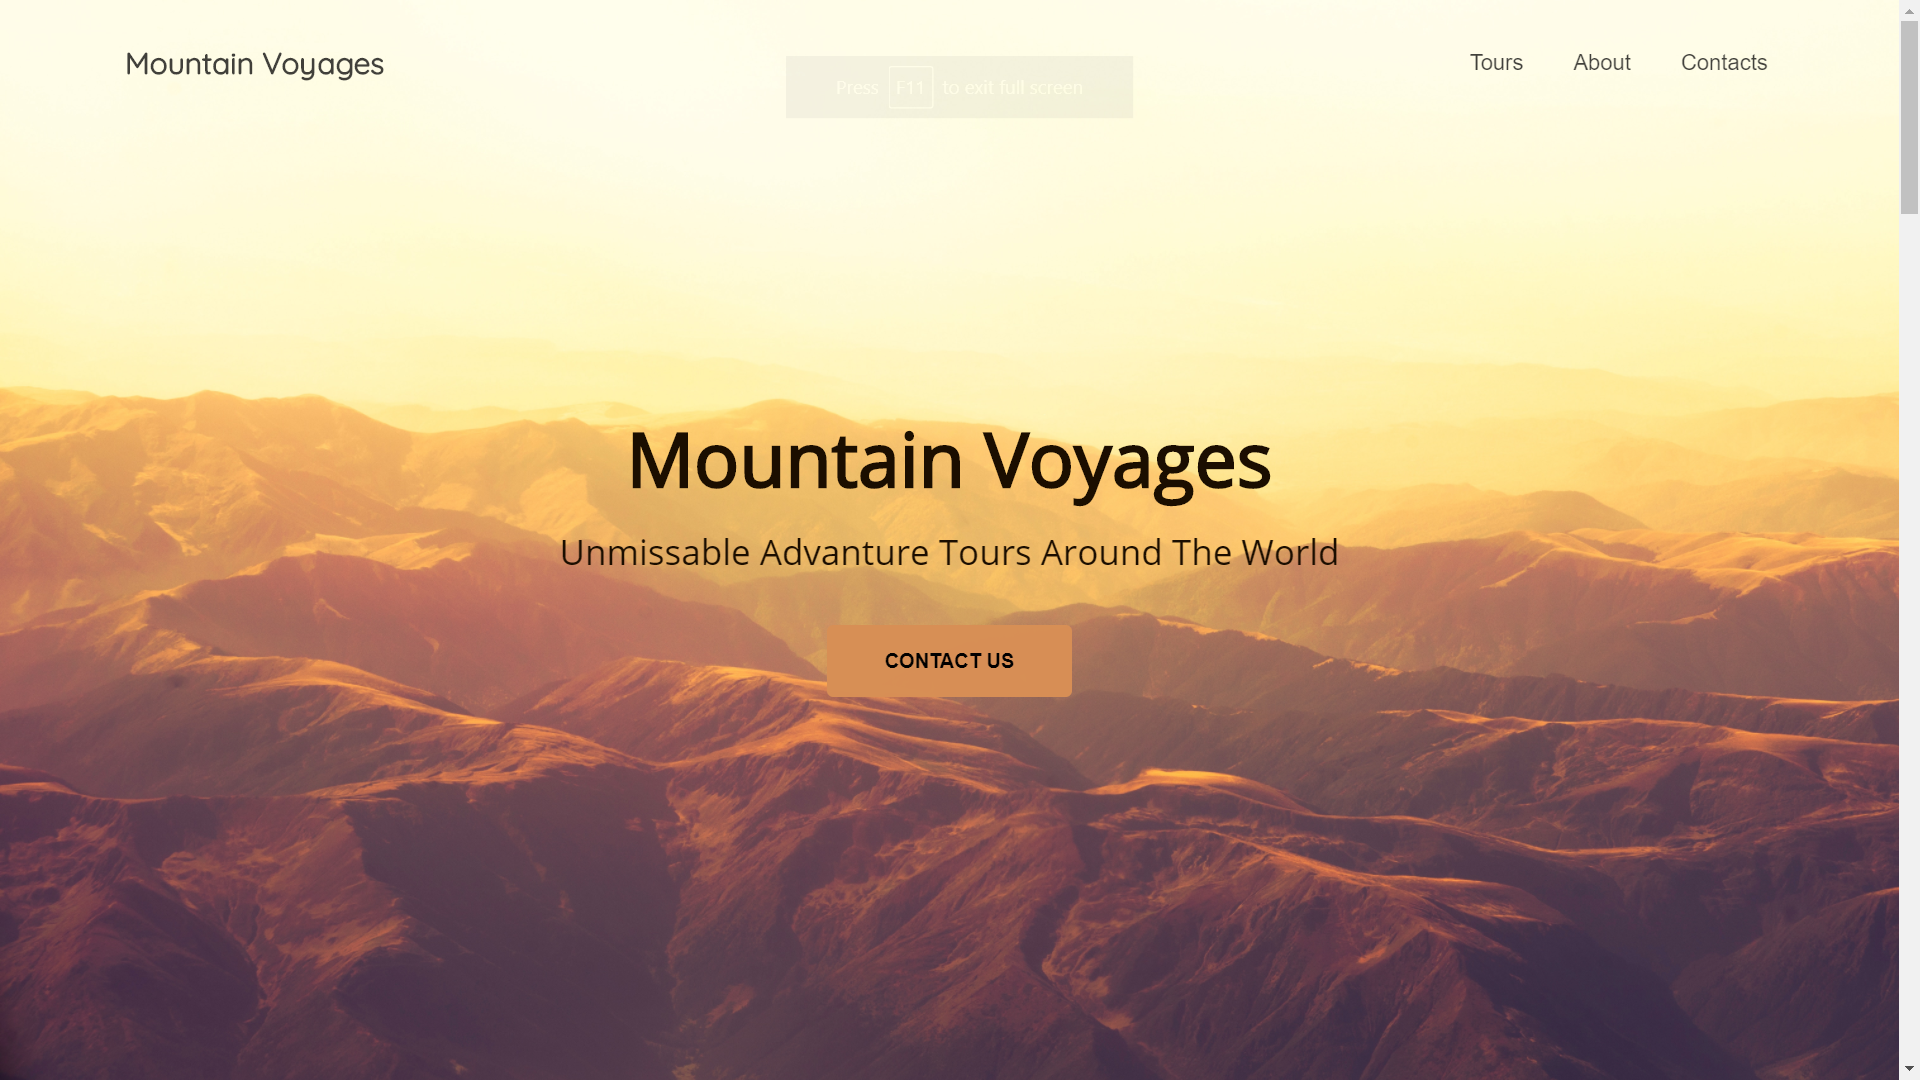 Mountain Voyages
Tours About Contacts
Press F11 to exit full screen
Mountain Voyages
Unmissable Advanture Tours Around The World
CONTACT US